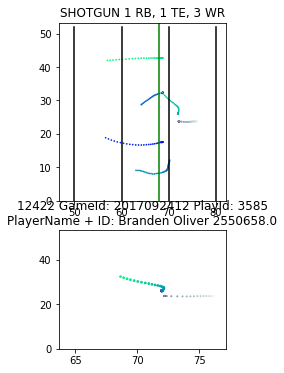 SHOTGUN 1 RB, 1 TE, 3 WR
50
40
30
20
10
0
50 60 70 80
12422 GameId: 2017092412 PlayId: 3585
PlayerName + ID: Branden Oliver 2550658.0
40
20
0
65 70 75